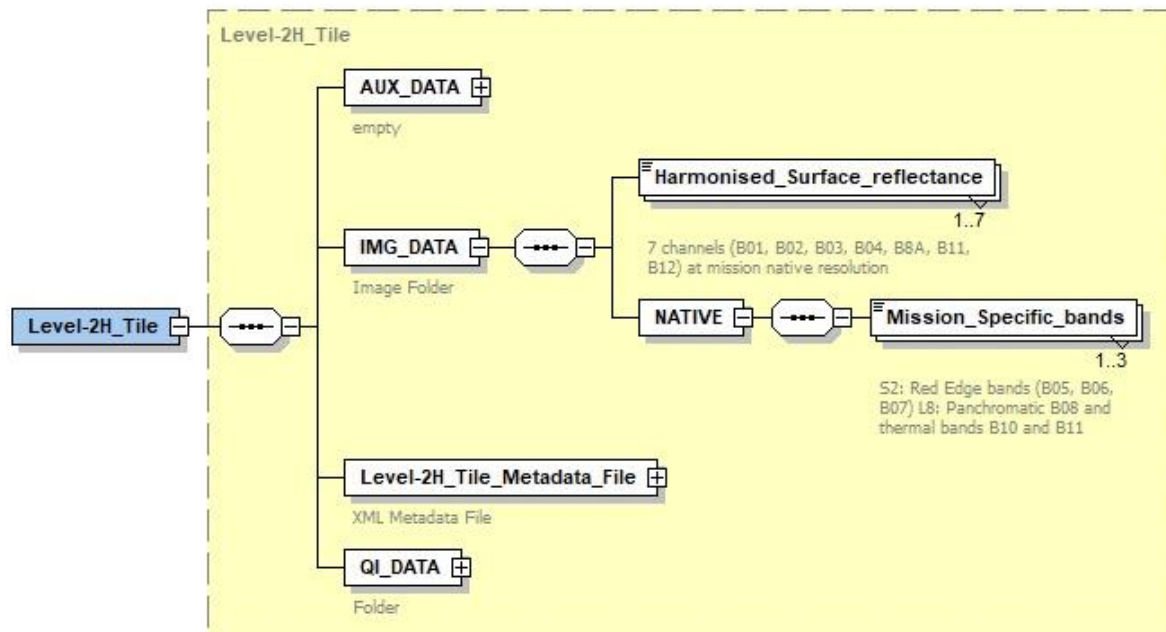 Level-2H_Tile
AUX_DATA
empty
Harmonised_Surface_reflectance
1..7
7 channels (B01, B02, B03, B04, B8A, B11,
B12) at mission native resolution
IMG_DATA
Image Folder
NATIVE
Mission_Specific_bands
1..3
S2: Red Edge bands (B05, B06,
B07) L8: Panchromatic B08 and
thermal bands B10 and B11
Level-2H_Tile
Level-2H_Tile_Metadata_File
XML Metadata File
QI_DATA
Folder